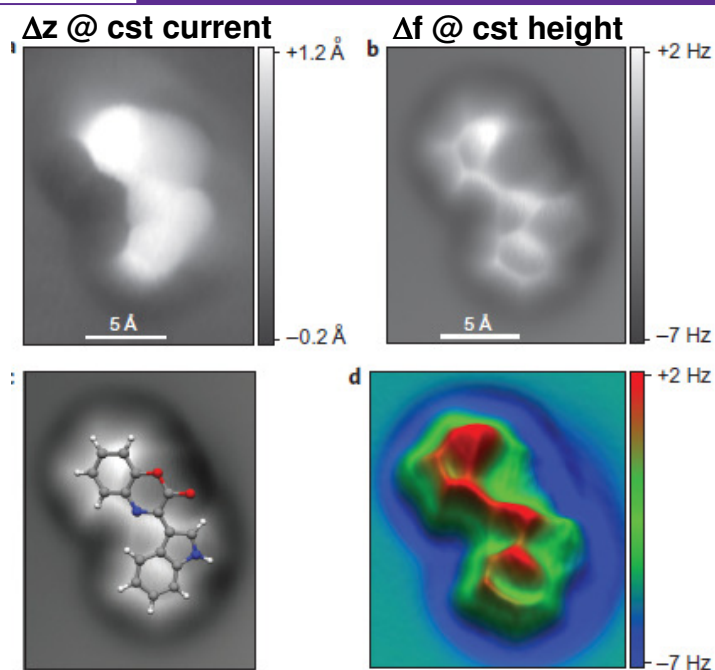 Δz @ cst current
Δf @ cst height
+1.2 Å
b
+2 Hz
5 Å
–0.2 Å
5 Å
–7 Hz
d
+2 Hz
–7 Hz